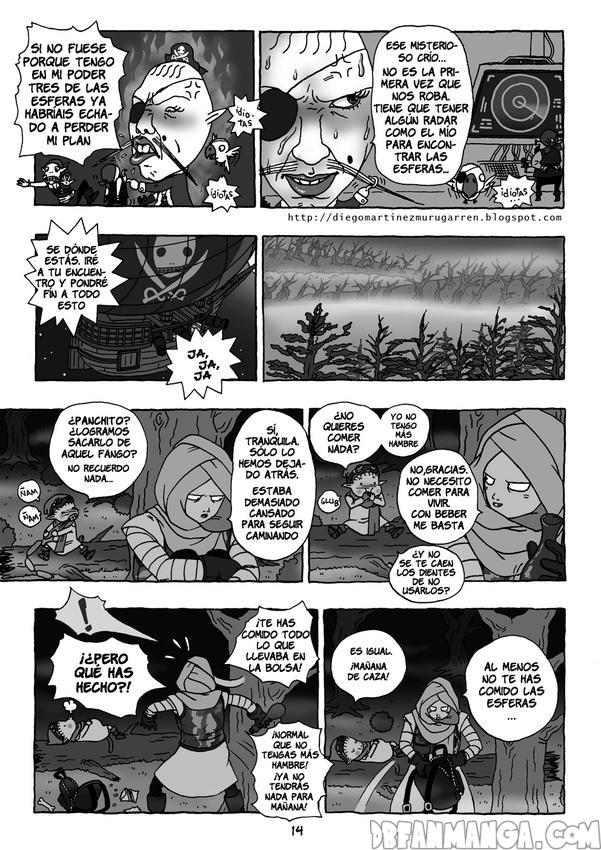 SI NO FUESE
PORQUE TENGO
EN MI PODER
TRES DE LAS
ESFERAS YA
HABRÍAIS ECHA-
DO A PERDER
MI PLAN
idiotas
idiotas
ESE MISTERIO-
SO CRÍO...
NO ES LA PRI-
MERA VEZ QUE
NOS ROBA.
TIENE QUE TENER
ALGÚN RADAR
COMO EL MÍO
PARA ENCON-
TRAR LAS
ESFERAS...
idiotas
http://diegomartinezmurugarren.blogspot.com
SE DÓNDE
ESTÁS. IRÉ
A TU ENCUEN-
TRO Y PONDRÉ
FÍN A TODO
ESTO
JA,
JA,
JA
¿PANCHITO?
¿LOGRAMOS
SACARLO DE
AQUEL FANGO?
NO RECUERDO
NADA...
SÍ,
TRANQUILA.
SÓLO LO
HEMOS DEJA-
DO ATRÁS.
ESTABA
DEMASIADO
CANSADO
PARA SEGUIR
CAMINANDO
ÑAM
ÑAM
¿NO
QUIERES
COMER
NADA?
YO NO
TENGO
MÁS
HAMBRE
NO,GRACIAS.
NO NECESITO
COMER PARA
VIVIR.
CON BEBER
ME BASTA
GLUB
¿Y NO
SE TE CAEN
LOS DIENTES
DE NO
USARLOS?
!
¡¿PERO
QUÉ HAS
HECHO?!
¡TE HAS
COMIDO TODO
LO QUE
LLEVABA EN
LA BOLSA!
¡NORMAL
QUE NO
TENGAS MÁS
HAMBRE!
¡YA NO
TENDRÁS
NADA PARA
MAÑANA!
ES IGUAL.
¡MAÑANA
DE CAZA!
AL MENOS
NO TE HAS
COMIDO LAS
ESFERAS
...
14
DBFANMANGA.COM